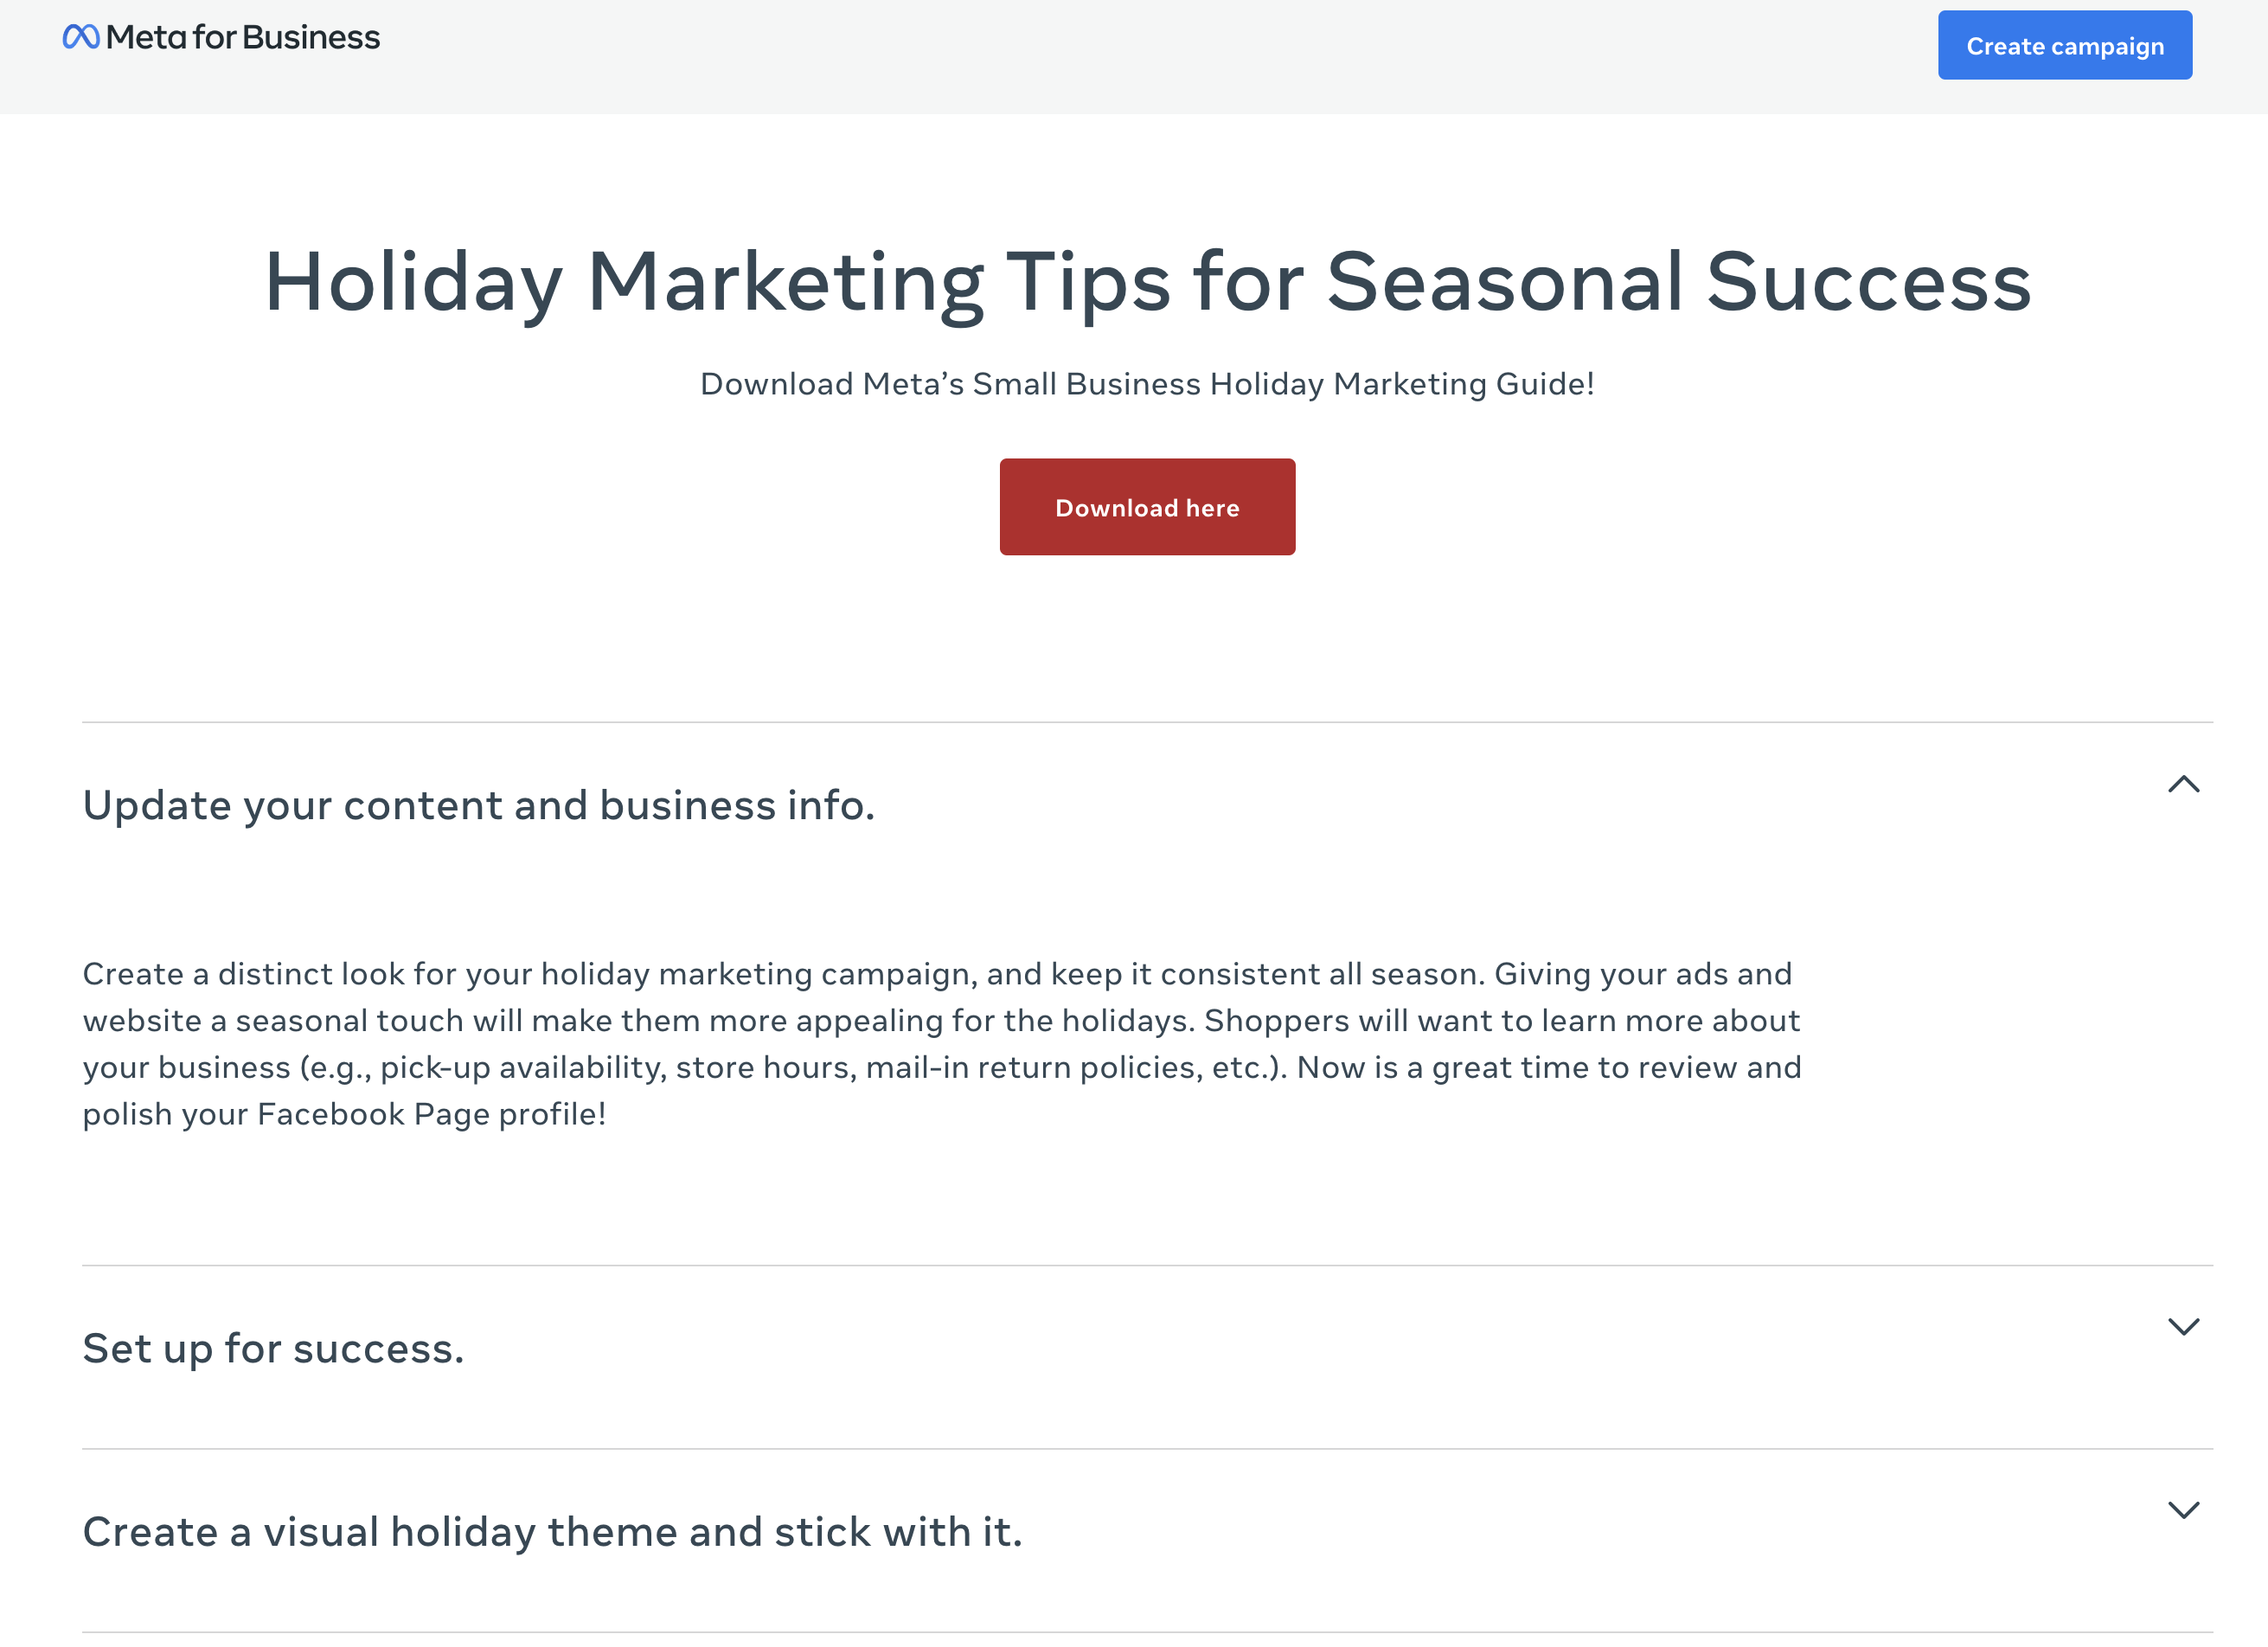 Meta for Business
Create campaign
Holiday Marketing Tips for Seasonal Success
Download Meta’s Small Business Holiday Marketing Guide!
Download here
Update your content and business info.
Create a distinct look for your holiday marketing campaign, and keep it consistent all season. Giving your ads and
website a seasonal touch will make them more appealing for the holidays. Shoppers will want to learn more about
your business (e.g., pick-up availability, store hours, mail-in return policies, etc.). Now is a great time to review and
polish your Facebook Page profile!
Set up for success.
Create a visual holiday theme and stick with it.